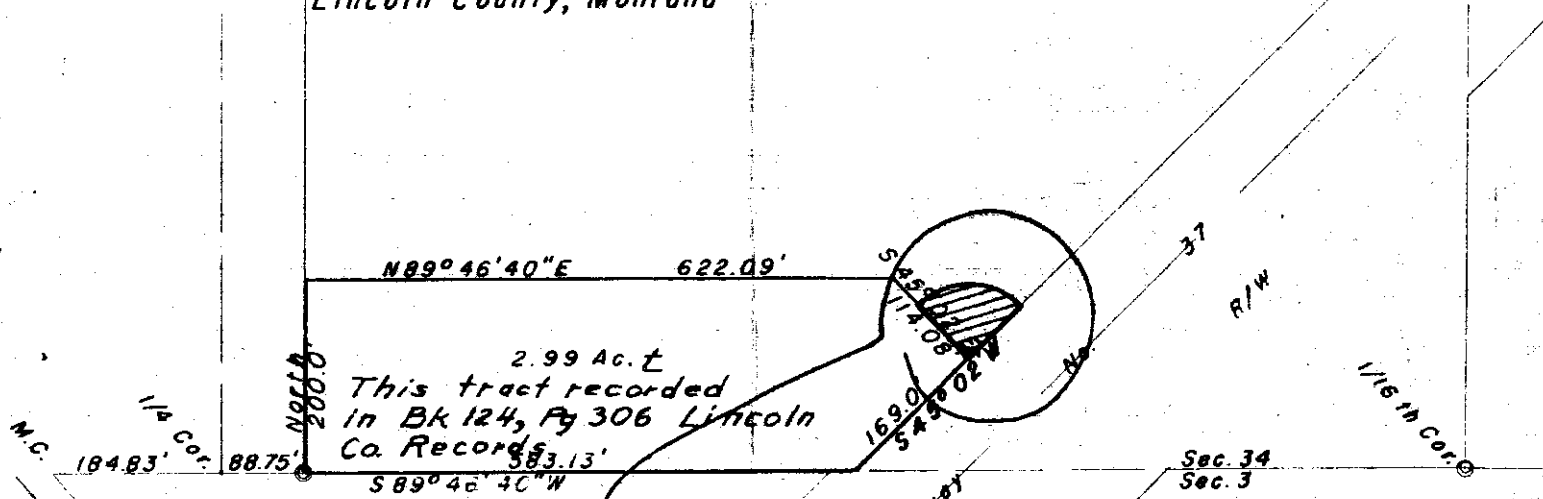 Lincoln County, Montana
N89°46'40"E 622.09'
S 45°02'
114.08
37
R/W
No.
North
200.0'
2.99 Ac. ±
This tract recorded
in Bk 124, Pg 306 Lincoln
Co. Records
169.0
S45°02'W
1/4 Cor.
1/16 th Cor.
M.C.
184.83'
88.75'
583.13'
S89°46'40"W
Sec. 34
Sec. 3